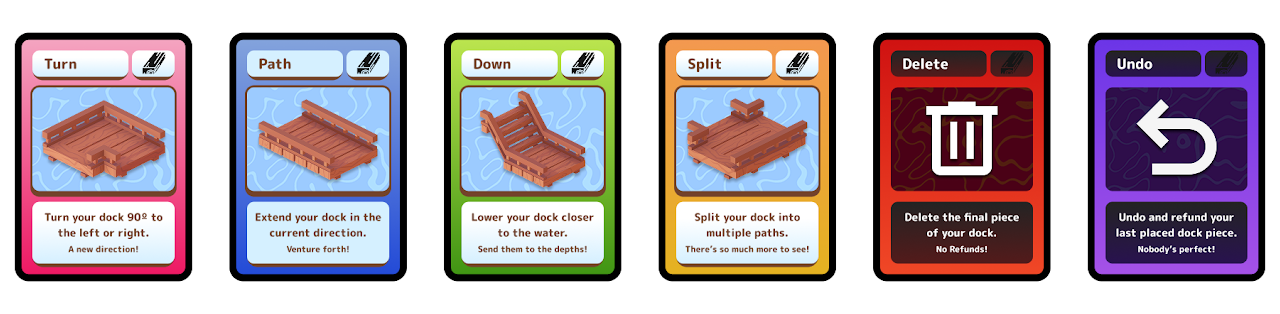 Turn
Turn your dock 90º to
the left or right.
A new direction!
Path
Extend your dock in the
current direction.
Venture forth!
Down
Lower your dock closer
to the water.
Send them to the depths!
Split
Split your dock into
multiple paths.
There's so much more to see!
Delete
Delete the final piece
of your dock.
No Refunds!
Undo
Undo and refund your
last placed dock piece.
Nobody's perfect!